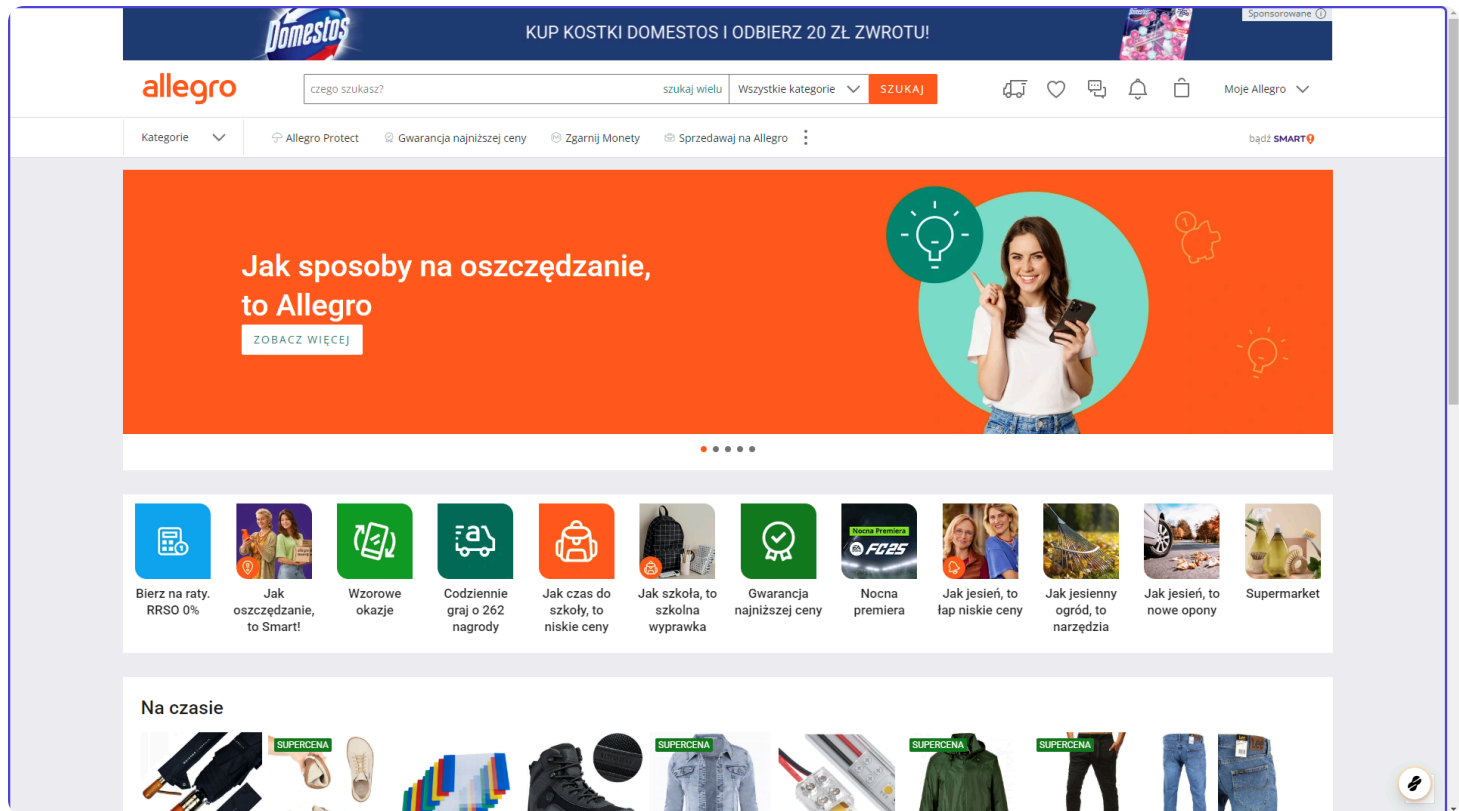 Domestos
KUP KOSTKI DOMESTOS I ODBIERZ 20 ZŁ ZWROTU!
Sponsorowane
allegro
czego szukasz?
szukaj wielu
Wszystkie kategorie
SZUKAJ
Moje Allegro
Kategorie
Allegro Protect
Gwarancja najniższej ceny
Zgarnij Monety
Sprzedawaj na Allegro
bądź SMART!
Jak sposoby na oszczędzanie,
to Allegro
ZOBACZ WIĘCEJ
1
Bierz na raty.
RRSO 0%
Jak
oszczędzanie,
to Smart!
Wzorowe
okazje
a
Codziennie
graj o 262
nagrody
Jak czas do
szkoły, to
niskie ceny
Jak szkoła, to
szkolna
wyprawka
Gwarancja
najniższej ceny
Nocna Premiera
FC25
Nocna
premiera
Jak jesień, to
łap niskie ceny
Jak jesienny
ogród, to
narzędzia
Jak jesień, to
nowe opony
Supermarket
Na czasie
SUPERCENA
SUPERCENA
SUPERCENA
SUPERCENA